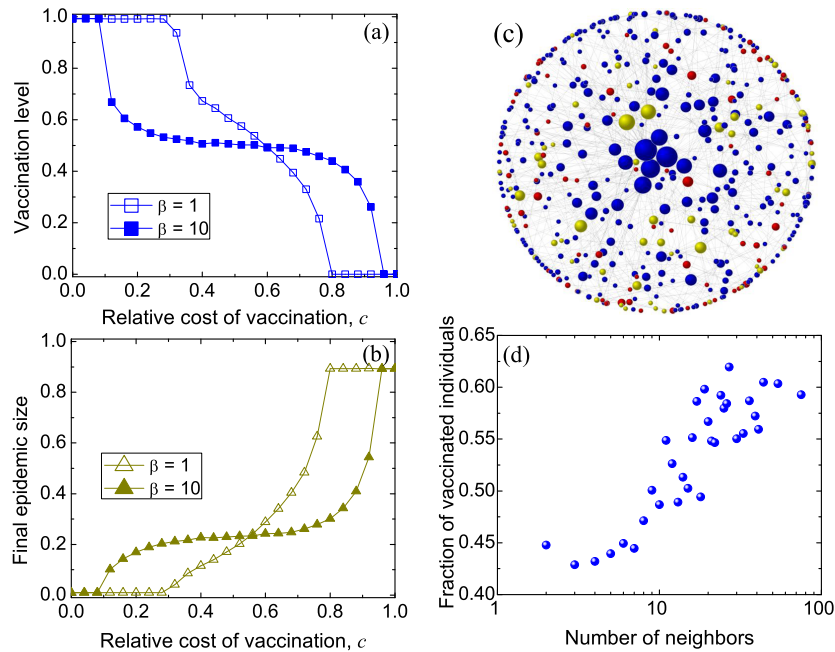 (a)
Vaccination level
1.0
0.8
0.6
0.4
0.2
0.0
β = 1
β = 10
0.0 0.2 0.4 0.6 0.8 1.0
Relative cost of vaccination, c
(b)
Final epidemic size
1.0
0.8
0.6
0.4
0.2
0.0
β = 1
β = 10
0.0 0.2 0.4 0.6 0.8 1.0
Relative cost of vaccination, c
(c)
(d)
Fraction of vaccinated individuals
0.65
0.60
0.55
0.50
0.45
0.40
1 10 100
Number of neighbors